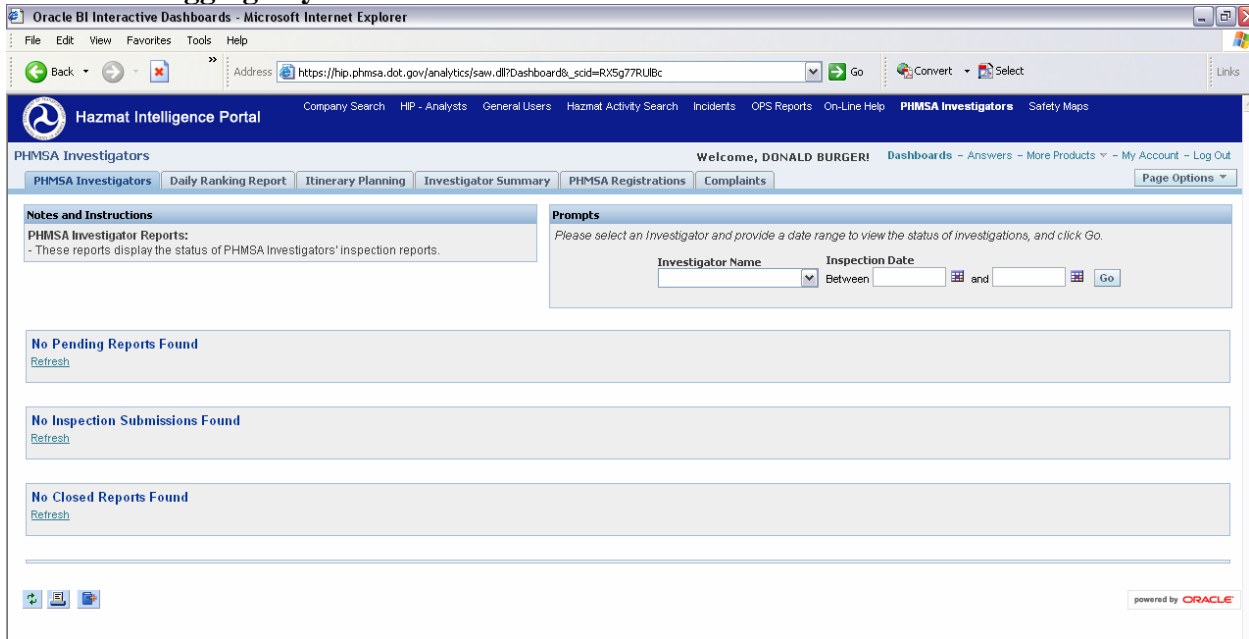 Oracle BI Interactive Dashboards - Microsoft Internet Explorer
File Edit View Favorites Tools Help
Back » Address https://hip.phmsa.dot.gov/analytics/saw.dll?Dashboard&_scid=RX5g77RUlBc Go Convert Select Links
Hazmat Intelligence Portal Company Search HIP - Analysts General Users Hazmat Activity Search Incidents OPS Reports On-Line Help PHMSA Investigators Safety Maps
PHMSA Investigators Welcome, DONALD BURGER! Dashboards - Answers - More Products - My Account - Log Out
PHMSA Investigators Daily Ranking Report Itinerary Planning Investigator Summary PHMSA Registrations Complaints Page Options
Notes and Instructions
PHMSA Investigator Reports:
- These reports display the status of PHMSA Investigators' inspection reports.
Prompts
Please select an Investigator and provide a date range to view the status of investigations, and click Go.
Investigator Name Inspection Date
Between and Go
No Pending Reports Found
Refresh
No Inspection Submissions Found
Refresh
No Closed Reports Found
Refresh
powered by ORACLE